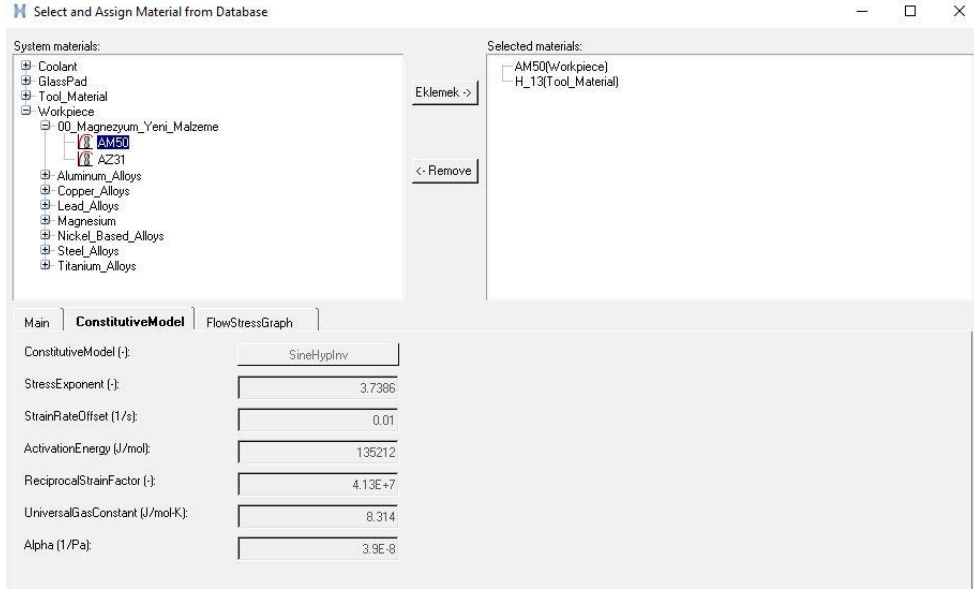 Select and Assign Material from Database
System materials:
Coolant
GlassPad
Tool_Material
Workpiece
00_Magnezyum_Yeni_Malzeme
AM50
AZ31
Aluminum_Alloys
Copper_Alloys
Lead_Alloys
Magnesium
Nickel_Based_Alloys
Steel_Alloys
Titanium_Alloys
Eklemek ->
<- Remove
Selected materials:
AM50(Workpiece)
H_13(Tool_Material)
Main ConstitutiveModel FlowStressGraph
ConstitutiveModel (-): SineHypInv
StressExponent (-): 3.7386
StrainRateOffset (1/s): 0.01
ActivationEnergy (J/mol): 135212
ReciprocalStrainFactor (-): 4.13E+7
UniversalGasConstant (J/mol-K): 8.314
Alpha (1/Pa): 3.9E-8